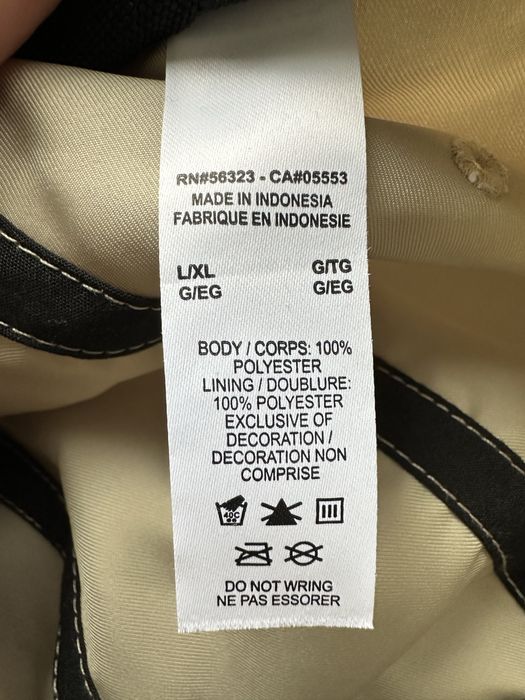 RN#56323 - CA#05553
MADE IN INDONESIA
FABRIQUE EN INDONESIE
L/XL G/TG
G/EG G/EG
BODY / CORPS: 100%
POLYESTER
LINING / DOUBLURE:
100% POLYESTER
EXCLUSIVE OF
DECORATION /
DECORATION NON
COMPRISE
40C
DO NOT WRING
NE PAS ESSORER